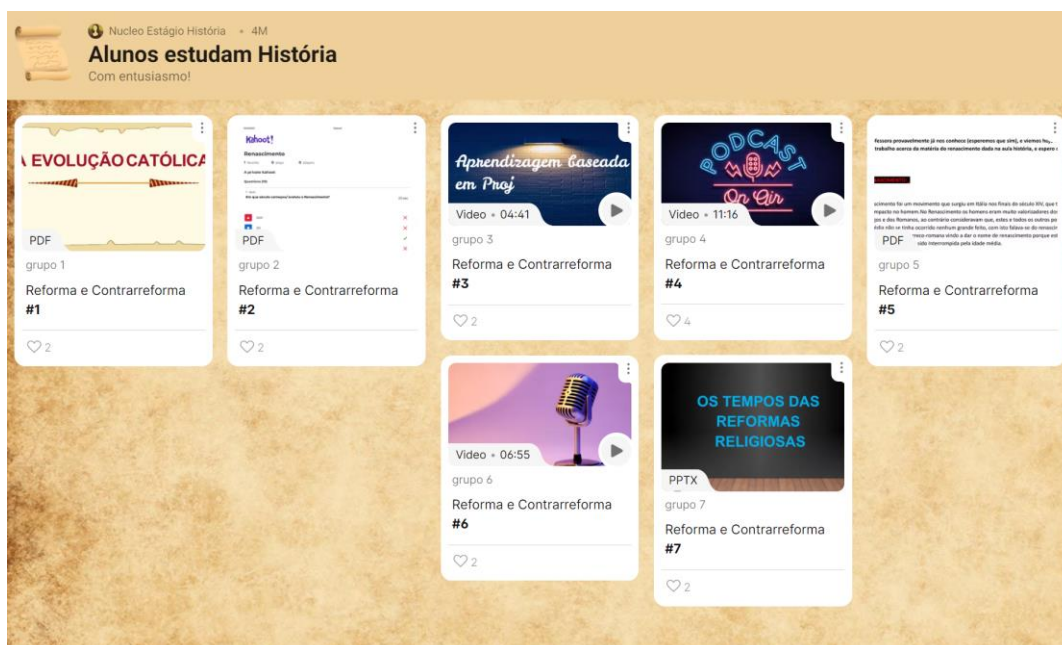 Nucleo Estágio História • 4M
Alunos estudam História
Com entusiasmo!
A EVOLUÇÃO CATÓLICA
PDF
grupo 1
Reforma e Contrarreforma
#1
2
Kahoot!
Renascimento
PDF
grupo 2
Reforma e Contrarreforma
#2
2
Aprendizagem baseada
em Proj
Video • 04:41
grupo 3
Reforma e Contrarreforma
#3
2
PODCAST
On Air
Video • 11:16
grupo 4
Reforma e Contrarreforma
#4
4
PDF
grupo 5
Reforma e Contrarreforma
#5
2
Video • 06:55
grupo 6
Reforma e Contrarreforma
#6
2
OS TEMPOS DAS
REFORMAS
RELIGIOSAS
PPTX
grupo 7
Reforma e Contrarreforma
#7
2